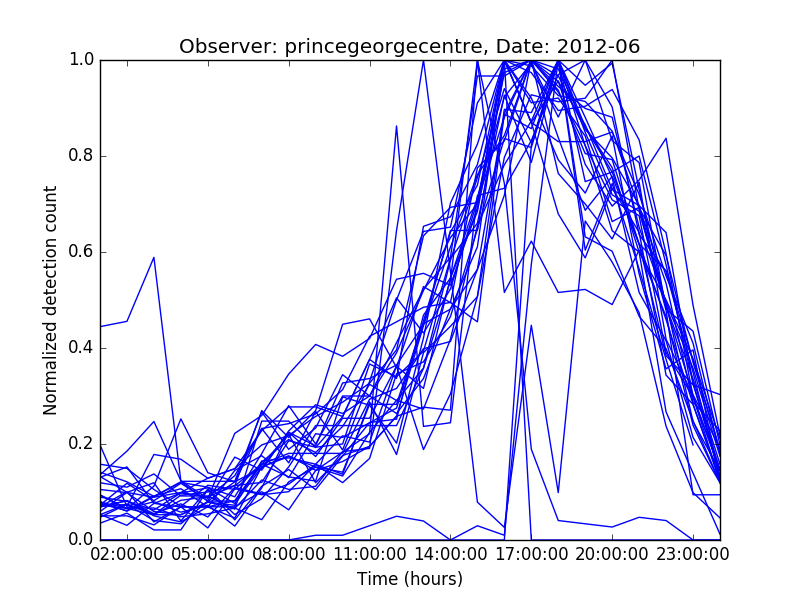 Observer: princegeorgecentre, Date: 2012-06
1.0
0.8
0.6
0.4
0.2
0.0
Normalized detection count
02:00:00 05:00:00 08:00:00 11:00:00 14:00:00 17:00:00 20:00:00 23:00:00
Time (hours)